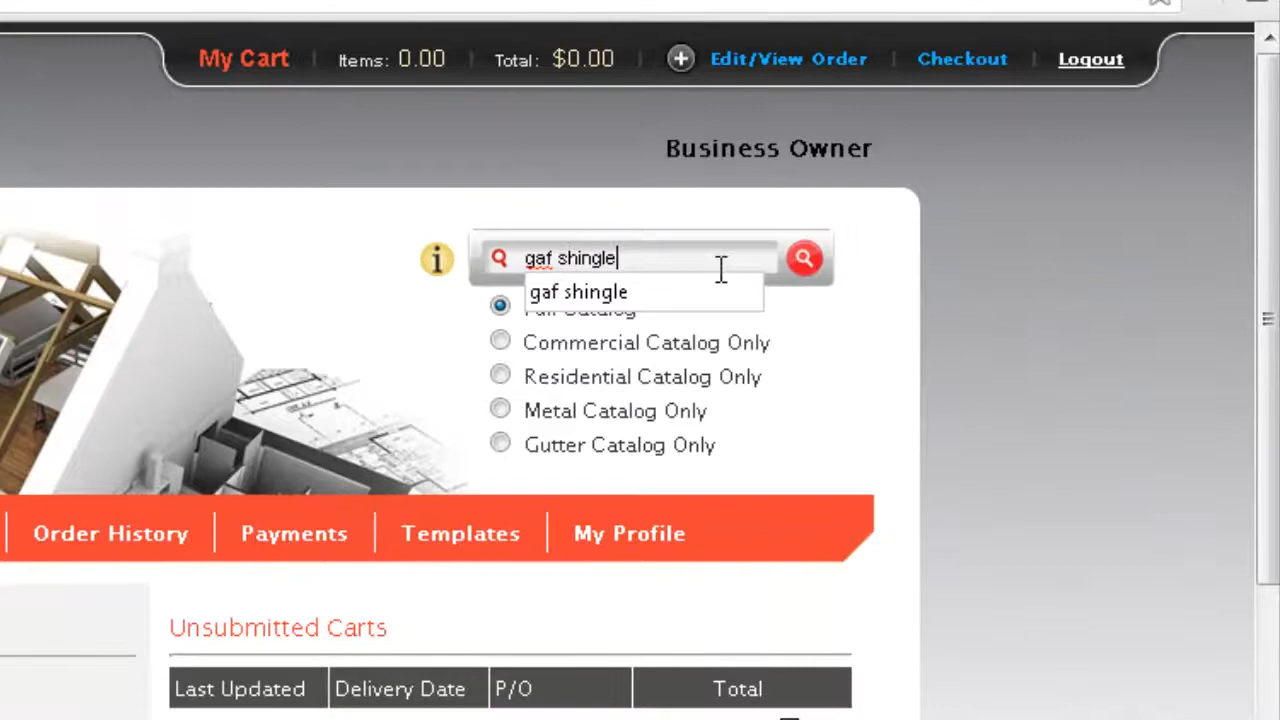 My Cart Items: 0.00 Total: $0.00 Edit/View Order Checkout Logout
Business Owner
gaf shingle
gaf shingle
Full Catalog
Commercial Catalog Only
Residential Catalog Only
Metal Catalog Only
Gutter Catalog Only
Order History Payments Templates My Profile
Unsubmitted Carts
Last Updated Delivery Date P/O Total